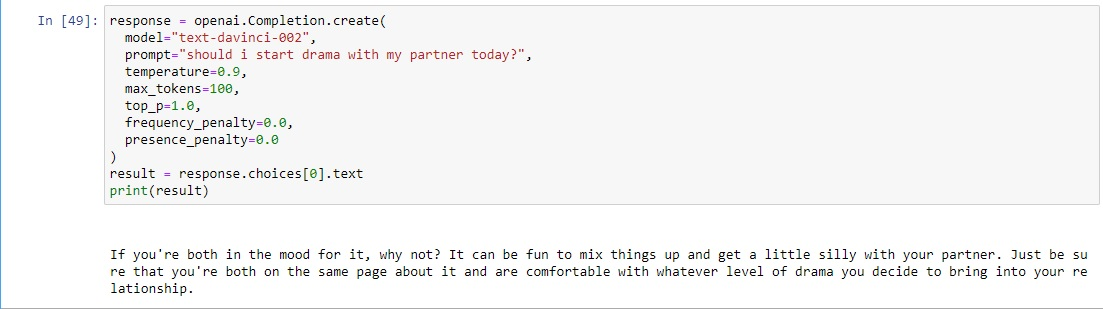 In [49]: response = openai.Completion.create(
model="text-davinci-002",
prompt="should i start drama with my partner today?",
temperature=0.9,
max_tokens=100,
top_p=1.0,
frequency_penalty=0.0,
presence_penalty=0.0
)
result = response.choices[0].text
print(result)
If you're both in the mood for it, why not? It can be fun to mix things up and get a little silly with your partner. Just be su
re that you're both on the same page about it and are comfortable with whatever level of drama you decide to bring into your re
lationship.